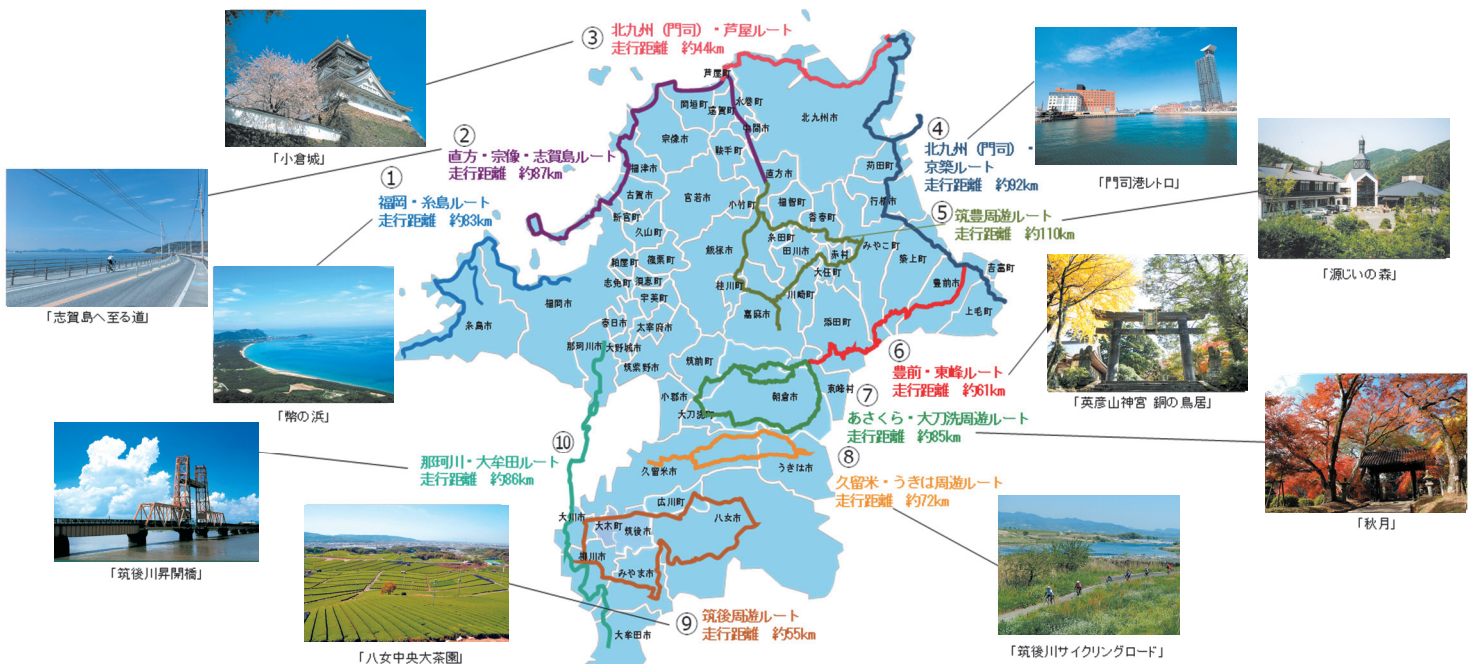 ③ 北九州（門司）・芦屋ルート
走行距離　約44km
② 直方・宗像・志賀島ルート
走行距離　約87km
① 福岡・糸島ルート
走行距離　約83km
④ 北九州（門司）・
京築ルート
走行距離　約92km
⑤ 筑豊周遊ルート
走行距離　約110km
⑥ 豊前・東峰ルート
走行距離　約61km
⑦ あさくら・大刀洗周遊ルート
走行距離　約85km
⑧ 久留米・うきは周遊ルート
走行距離　約72km
⑨ 筑後周遊ルート
走行距離　約55km
⑩ 那珂川・大牟田ルート
走行距離　約86km
「小倉城」
「志賀島へ至る道」
「幣の浜」
「筑後川昇開橋」
「八女中央大茶園」
「門司港レトロ」
「源じいの森」
「英彦山神宮 銅の鳥居」
「秋月」
「筑後川サイクリングロード」
芦屋町
岡垣町
遠賀町
水巻町
中間市
北九州市
宗像市
鞍手町
苅田町
福津市
直方市
古賀市
宮若市
小竹町
福智町
香春町
行橋市
新宮町
久山町
飯塚市
糸田町
田川市
赤村
みやこ町
築上町
吉富町
粕屋町
篠栗町
志免町
須恵町
宇美町
桂川町
大任町
川崎町
豊前市
上毛町
福岡市
糸島市
春日市
太宰府市
嘉麻市
添田町
那珂川市
大野城市
筑紫野市
筑前町
東峰村
小郡市
大刀洗町
朝倉市
久留米市
うきは市
広川町
大川市
大木町
筑後市
八女市
柳川市
みやま市
大牟田市